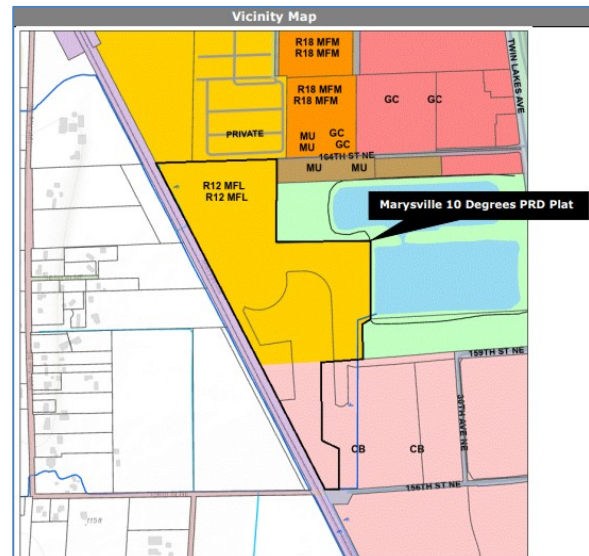 Vicinity Map
R18 MFM
R18 MFM
TWIN LAKES AVE
R18 MFM
R18 MFM
GC
GC
PRIVATE
MU
GC
MU
GC
164TH ST NE
MU
MU
R12 MFL
R12 MFL
Marysville 10 Degrees PRD Plat
159TH ST NE
CB
CB
156TH ST NE